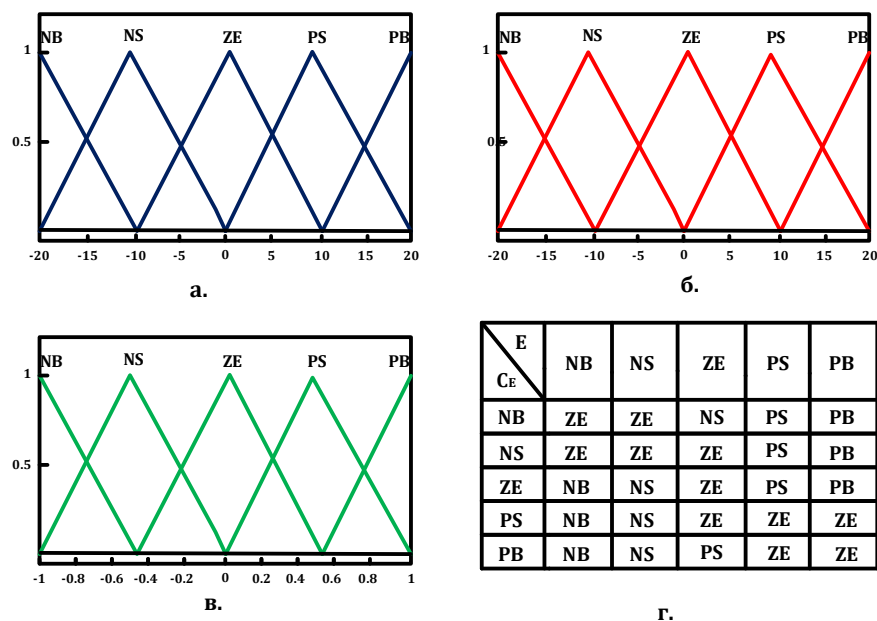 NB NS ZE PS PB
1
0.5
-20 -15 -10 -5 0 5 10 15 20
а.
NB NS ZE PS PB
1
0.5
-20 -15 -10 -5 0 5 10 15 20
б.
NB NS ZE PS PB
1
0.5
-1 -0.8 -0.6 -0.4 -0.2 0 0.2 0.4 0.6 0.8 1
в.
E
CE
NB NS ZE PS PB
NB ZE ZE NS PS PB
NS ZE ZE ZE PS PB
ZE NB NS ZE PS PB
PS NB NS ZE ZE ZE
PB NB NS PS ZE ZE
г.